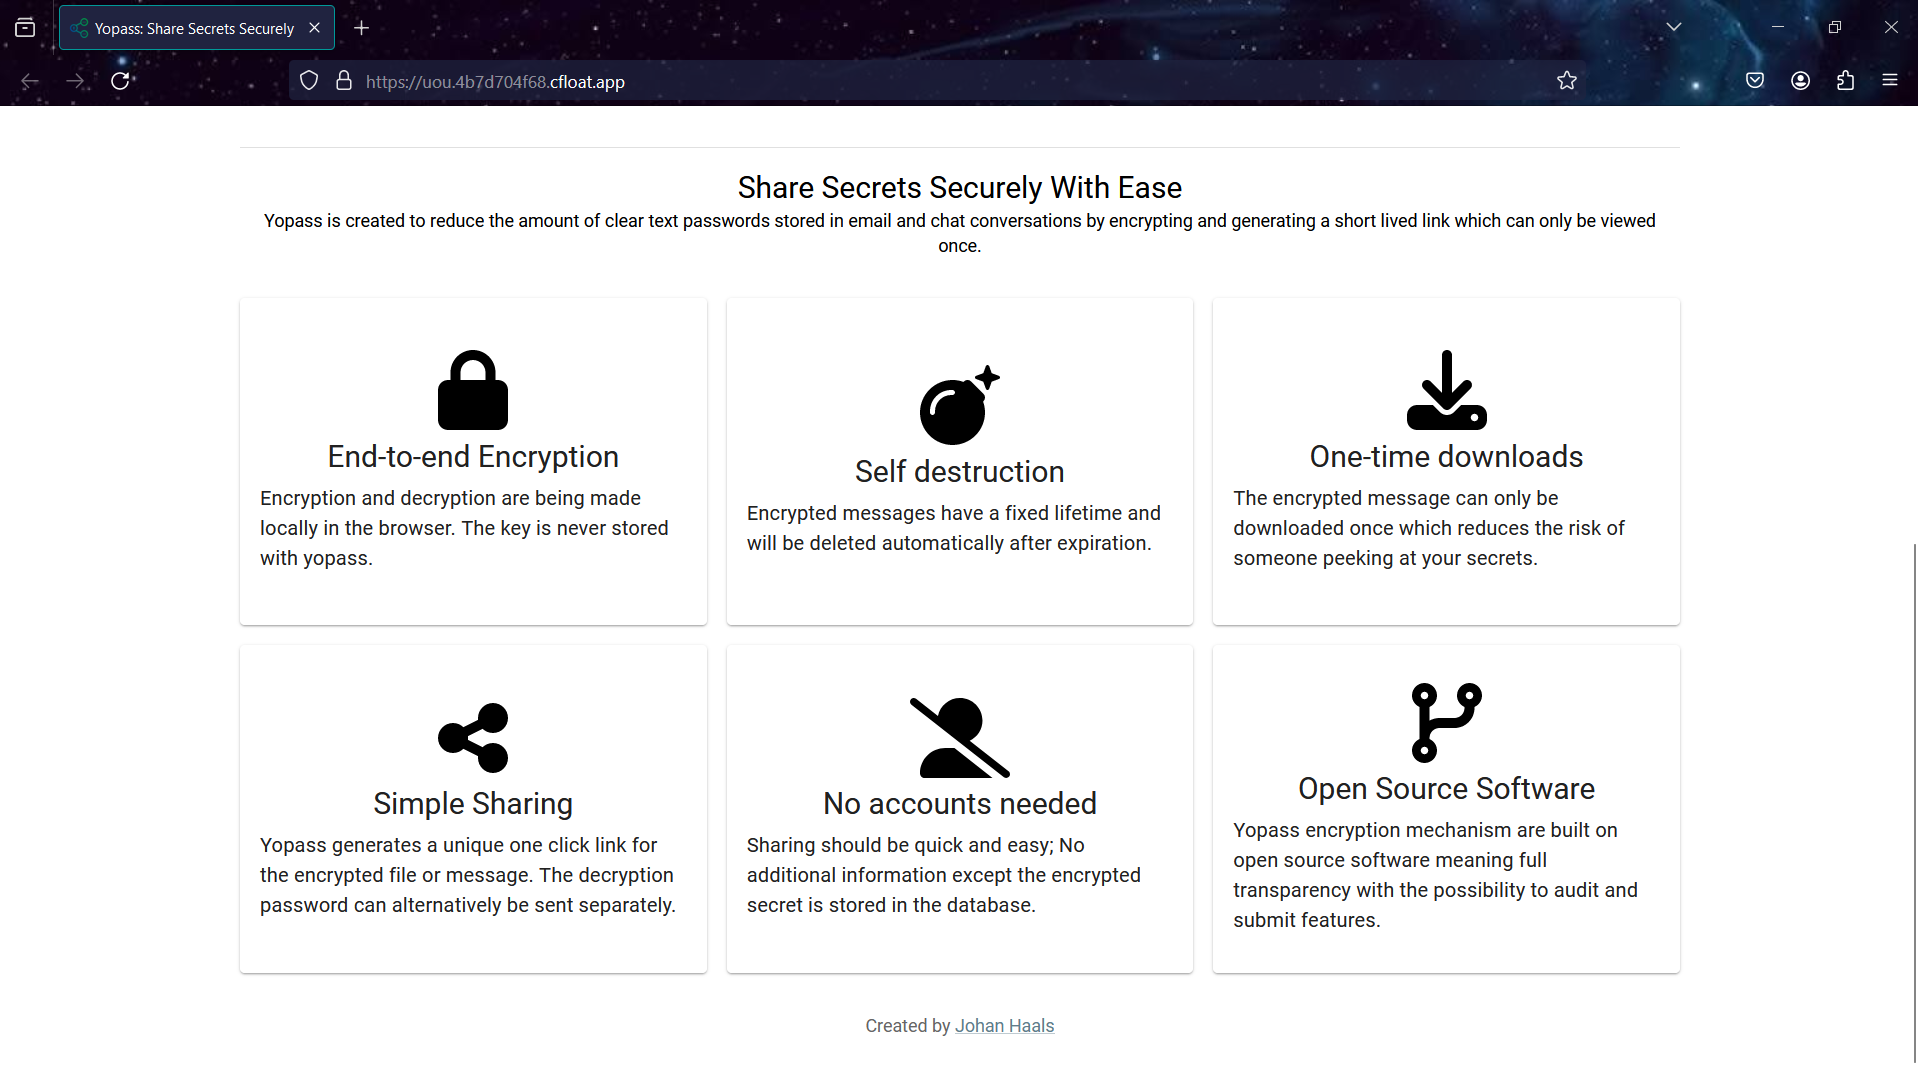 Yopass: Share Secrets Securely
https://uou.4b7d704f68.cfloat.app
Share Secrets Securely With Ease
Yopass is created to reduce the amount of clear text passwords stored in email and chat conversations by encrypting and generating a short lived link which can only be viewed
once.
End-to-end Encryption
Encryption and decryption are being made
locally in the browser. The key is never stored
with yopass.
Self destruction
Encrypted messages have a fixed lifetime and
will be deleted automatically after expiration.
One-time downloads
The encrypted message can only be
downloaded once which reduces the risk of
someone peeking at your secrets.
Simple Sharing
Yopass generates a unique one click link for
the encrypted file or message. The decryption
password can alternatively be sent separately.
No accounts needed
Sharing should be quick and easy; No
additional information except the encrypted
secret is stored in the database.
Open Source Software
Yopass encryption mechanism are built on
open source software meaning full
transparency with the possibility to audit and
submit features.
Created by Johan Haals